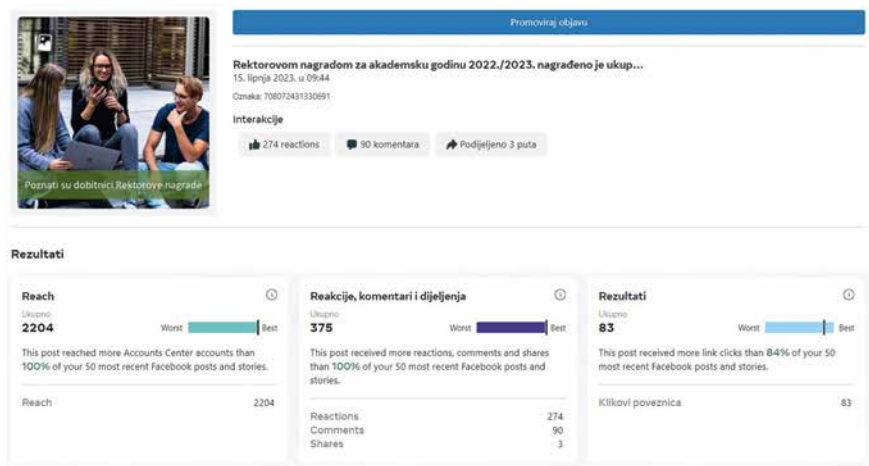 Promoviraj objavu
Poznati su dobitnici Rektorove nagrade
Rektorovom nagradom za akademsku godinu 2022./2023. nagrađeno je ukup...
15. lipnja 2023. u 09:44
Oznaka: 708072431330691
Interakcije
274 reactions
90 komentara
Podijeljeno 3 puta
Rezultati
Reach
Ukupno
2204
Worst
Best
This post reached more Accounts Center accounts than
100% of your 50 most recent Facebook posts and stories.
Reach 2204
Reakcije, komentari i dijeljenja
Ukupno
375
Worst
Best
This post received more reactions, comments and shares
than 100% of your 50 most recent Facebook posts and
stories.
Reactions 274
Comments 90
Shares 3
Rezultati
Ukupno
83
Worst
Best
This post received more link clicks than 84% of your 50
most recent Facebook posts and stories.
Klikovi poveznica 83